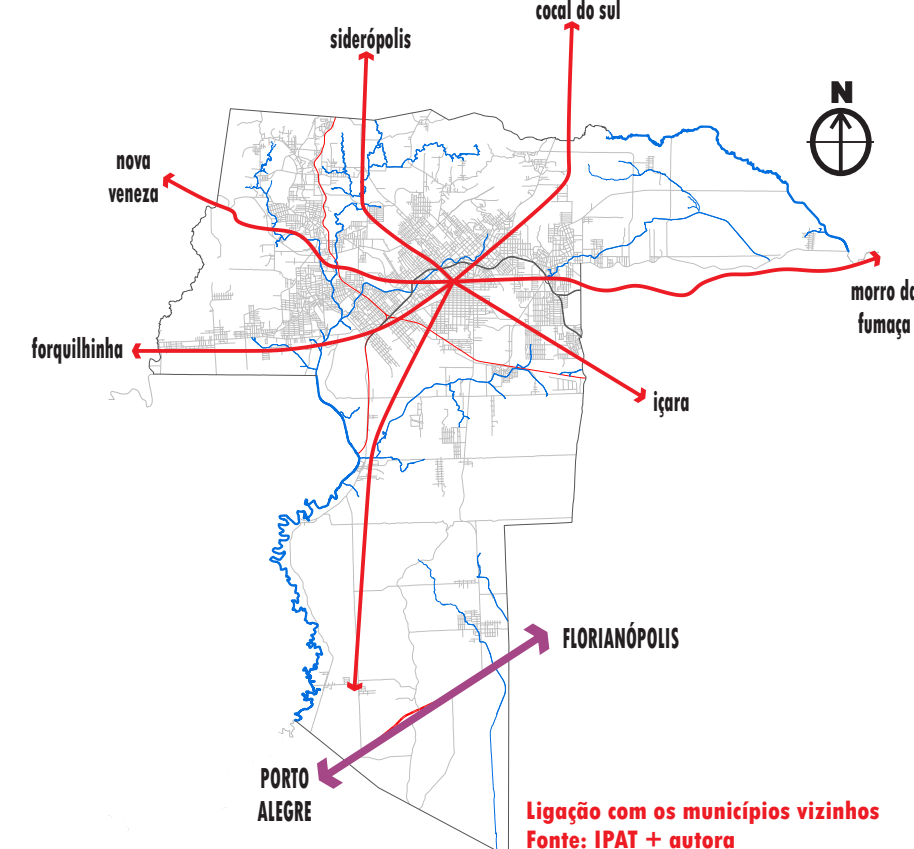 cocal do sul
siderópolis
N
nova
veneza
morro da
fumaça
forquilhinha
içara
FLORIANÓPOLIS
PORTO
ALEGRE
Ligação com os municípios vizinhos
Fonte: IPAT + autora